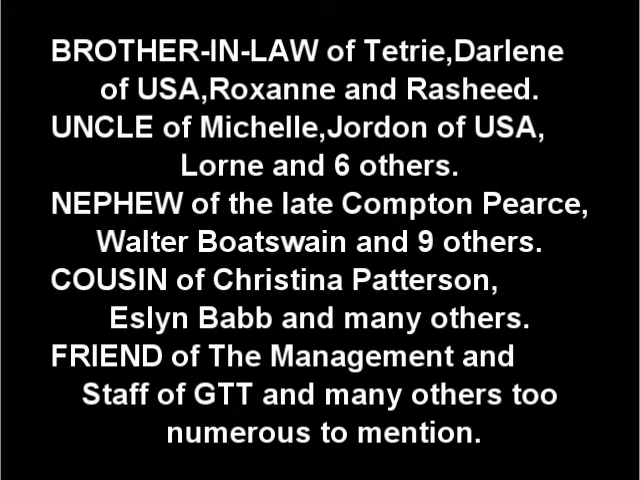 BROTHER-IN-LAW of Tetrie,Darlene
of USA,Roxanne and Rasheed.
UNCLE of Michelle,Jordon of USA,
Lorne and 6 others.
NEPHEW of the late Compton Pearce,
Walter Boatswain and 9 others.
COUSIN of Christina Patterson,
Eslyn Babb and many others.
FRIEND of The Management and
Staff of GTT and many others too
numerous to mention.